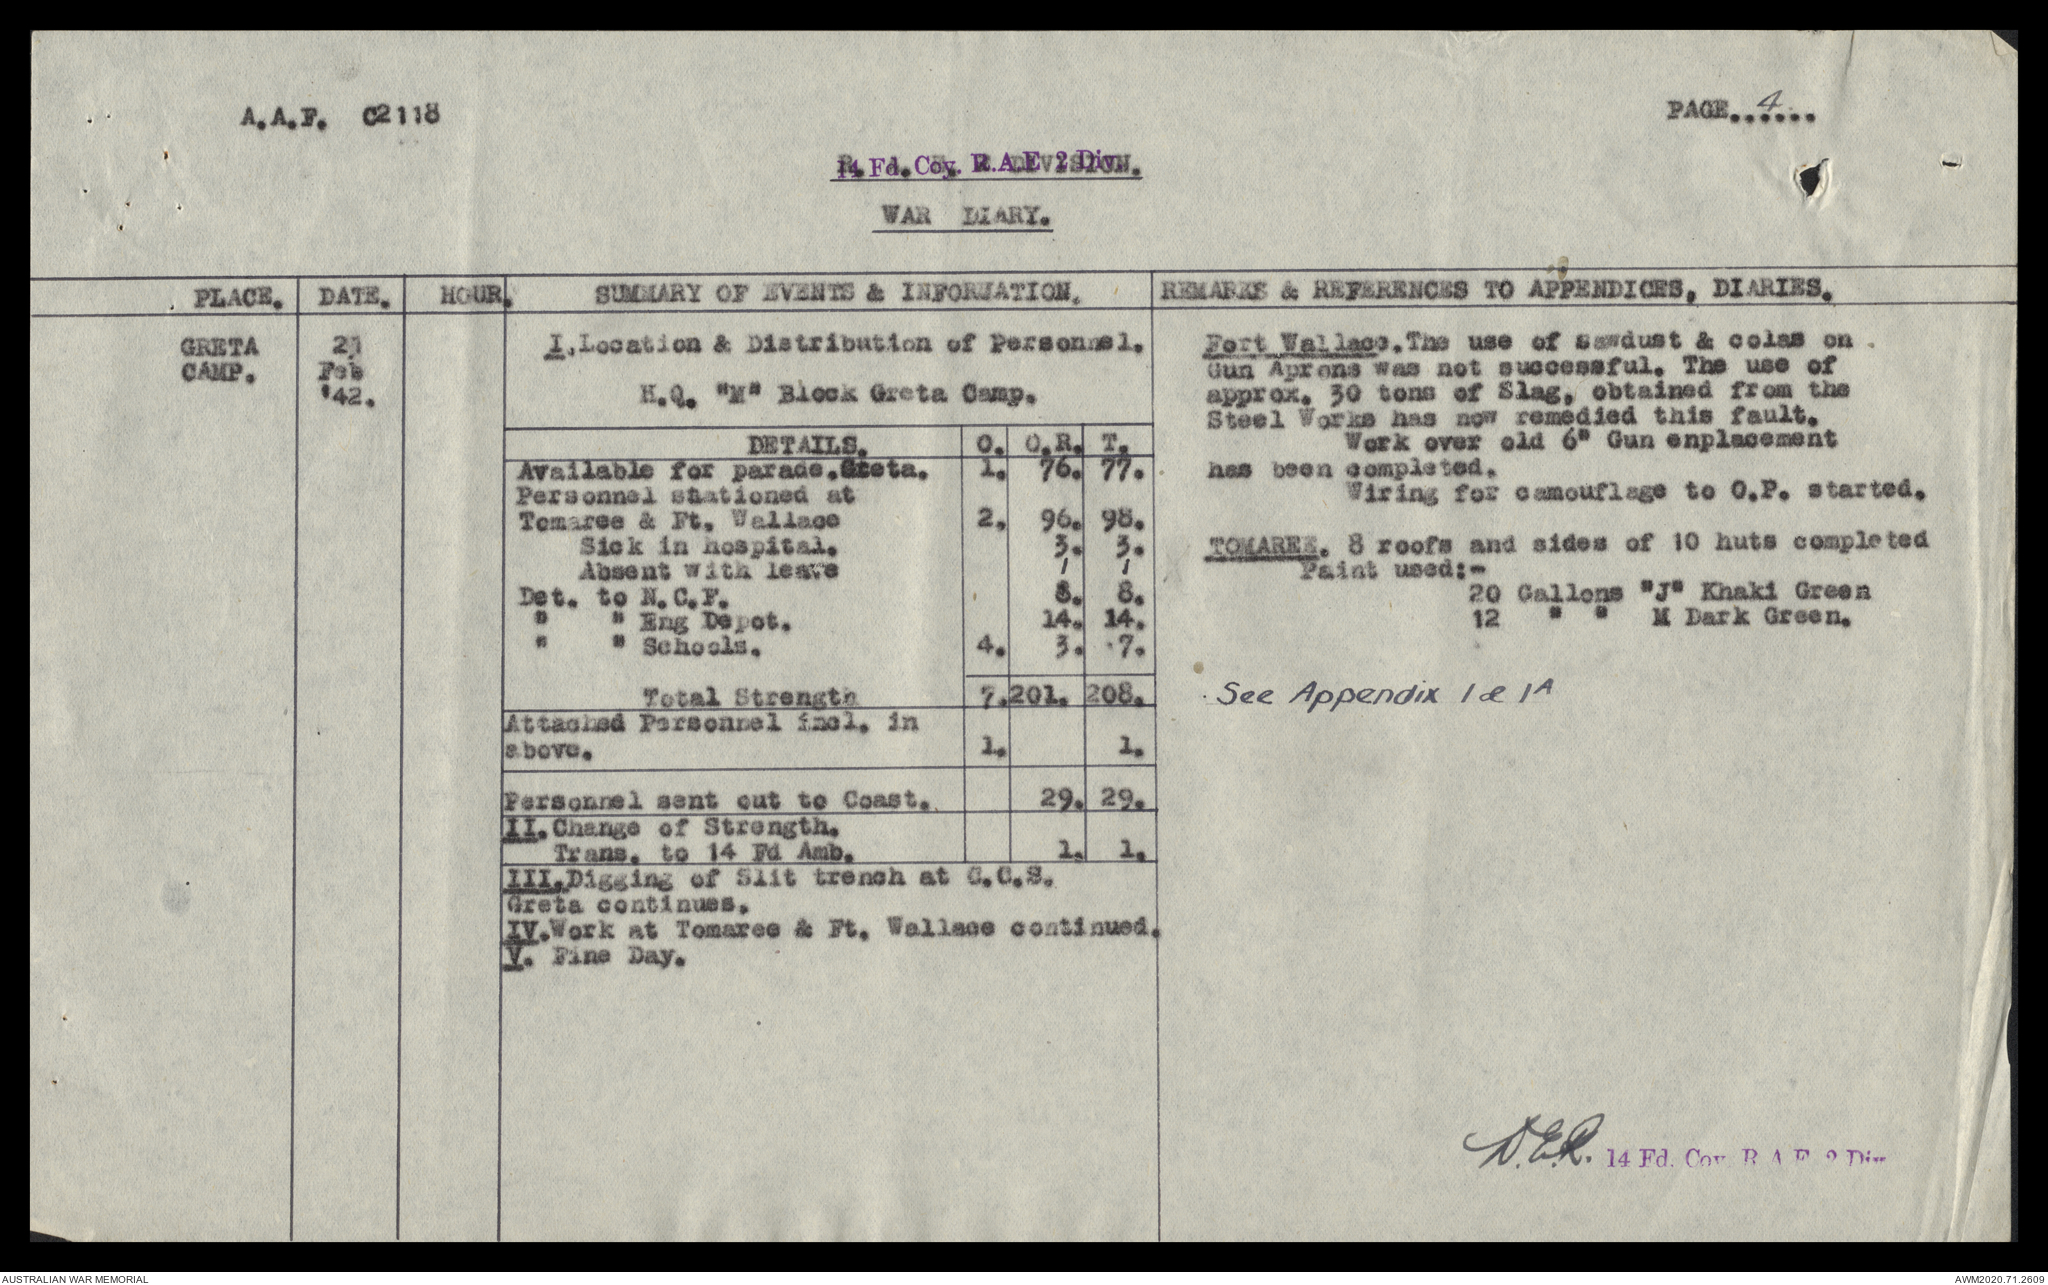 A.A.F. C2118
PAGE...4...
14 Fd. Coy. R.A.E. 2 Div.
WAR DIARY.
PLACE. DATE. HOUR. SUMMARY OF EVENTS & INFORMATION. REMARKS & REFERENCES TO APPENDICES, DIARIES.
GRETA
CAMP.
21
Feb
'42.
I. Location & Distribution of Personnel.
H.Q. "M" Block Greta Camp.
DETAILS. O. O.R. T.
Available for parade.Greta. 1. 76. 77.
Personnel stationed at
Tomaree & Ft. Wallace 2. 96. 98.
Sick in hospital. 3. 3.
Absent with leave 1 1
Det. to N.C.F. 8. 8.
" " Eng Depot. 14. 14.
" " Schools. 4. 3. 7.
Total Strength 7. 201. 208.
Attached Personnel incl. in
above. 1. 1.
Personnel sent out to Coast. 29. 29.
II. Change of Strength.
Trans. to 14 Fd Amb. 1. 1.
III. Digging of Slit trench at C.C.S.
Greta continues.
IV. Work at Tomaree & Ft. Wallace continued.
V. Fine Day.
Fort Wallace. The use of sawdust & colas on
Gun Aprons was not successful. The use of
approx. 30 tons of Slag, obtained from the
Steel Works has now remedied this fault.
Work over old 6" Gun enplacement
has been completed.
Wiring for camouflage to O.P. started.
TOMAREE. 8 roofs and sides of 10 huts completed
Paint used:-
20 Gallons "J" Khaki Green
12 " " M Dark Green.
See Appendix 1 & 1A
D.E.R. 14 Fd. Coy. R.A.E. 2 Div.
AUSTRALIAN WAR MEMORIAL
AWM2020.71.2609